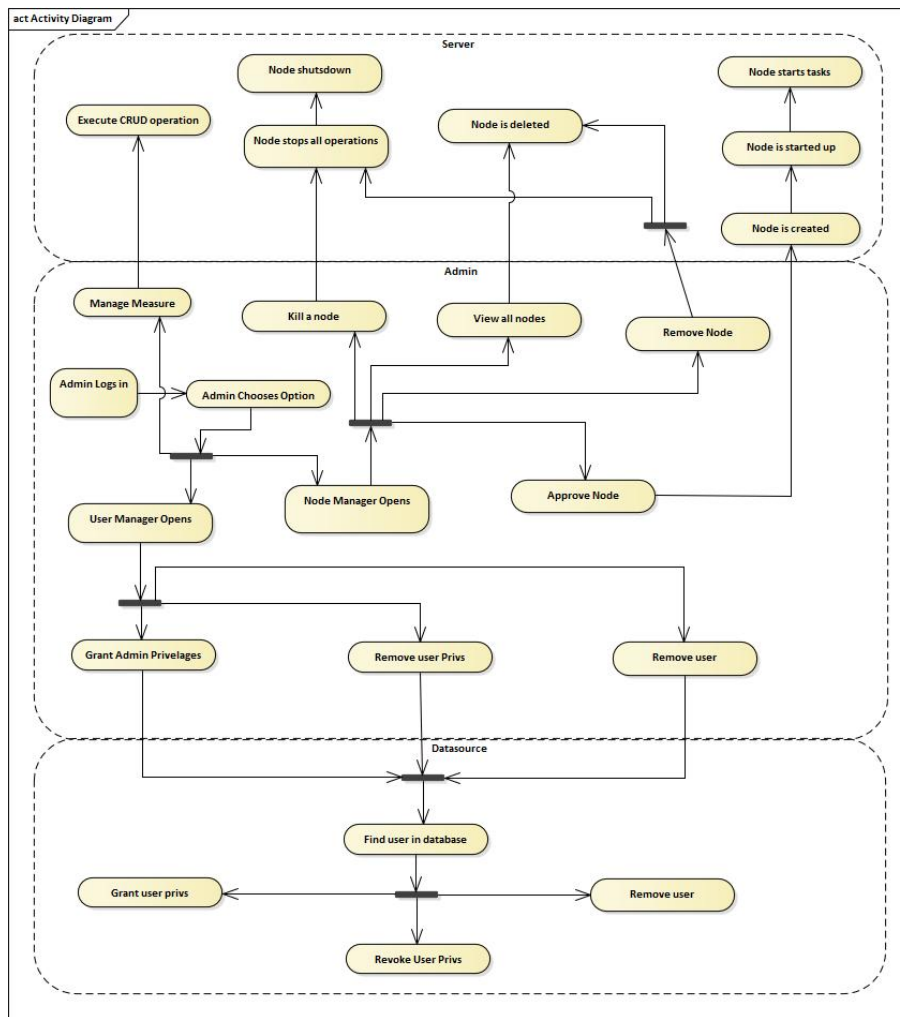 act Activity Diagram
Server
Node shutdown
Node starts tasks
Execute CRUD operation
Node is deleted
Node stops all operations
Node is started up
Node is created
Admin
Manage Measure
Kill a node
View all nodes
Remove Node
Admin Logs in
Admin Chooses Option
Node Manager Opens
Approve Node
User Manager Opens
Grant Admin Privelages
Remove user Privs
Remove user
Datasource
Find user in database
Grant user privs
Remove user
Revoke User Privs